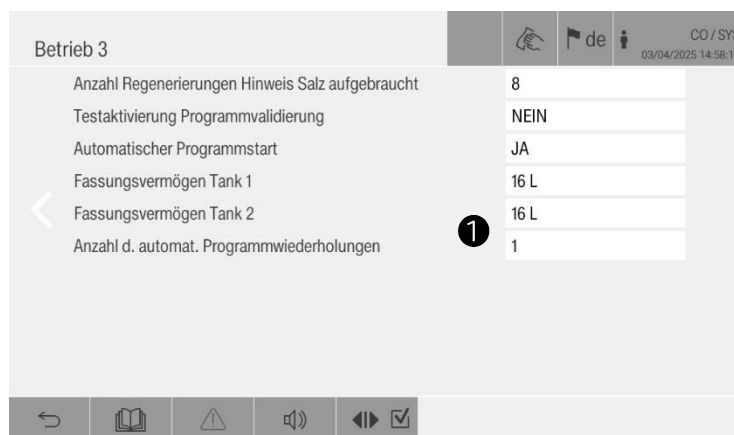 Betrieb 3
de
CO / SY
03/04/2025 14:58:1
Anzahl Regenerierungen Hinweis Salz aufgebraucht 8
Testaktivierung Programmvalidierung NEIN
Automatischer Programmstart JA
Fassungsvermögen Tank 1 16 L
Fassungsvermögen Tank 2 16 L
Anzahl d. automat. Programmwiederholungen 1 1